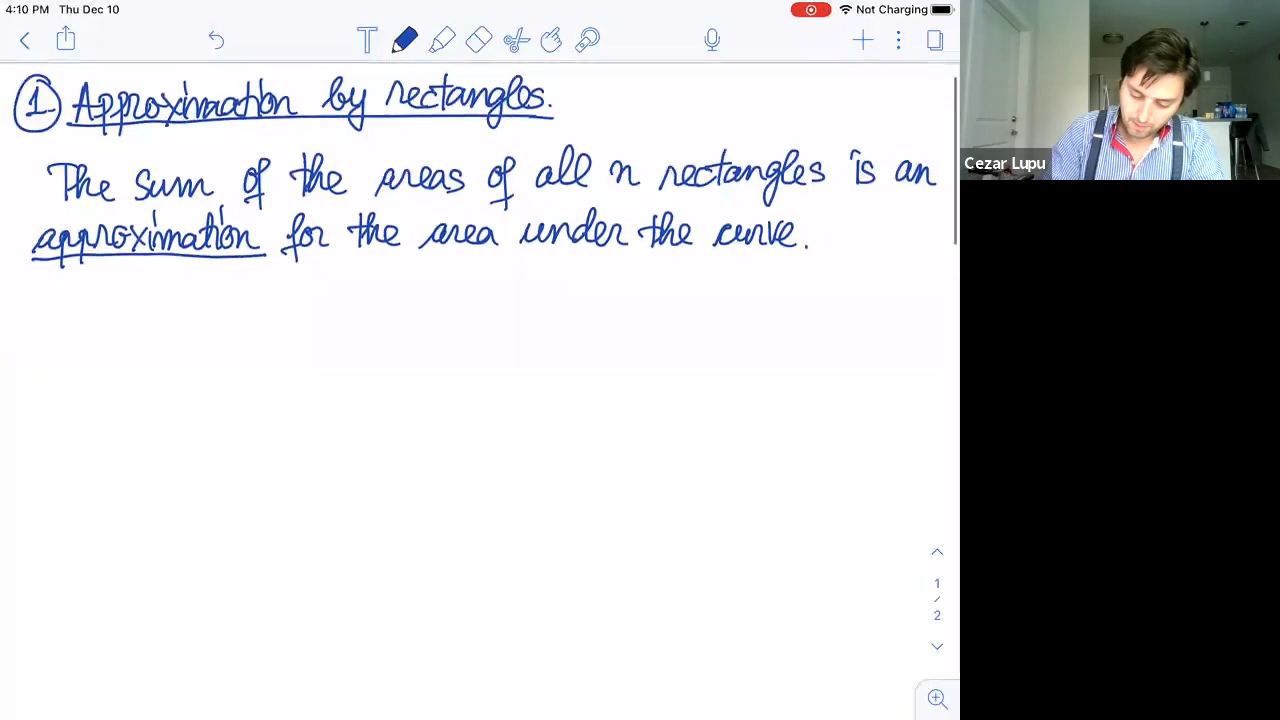 4:10 PM Thu Dec 10
Not Charging
T
① Approximation by rectangles.
The sum of the areas of all n rectangles is an
approximation for the area under the curve.
Cezar Lupu
1
/
2